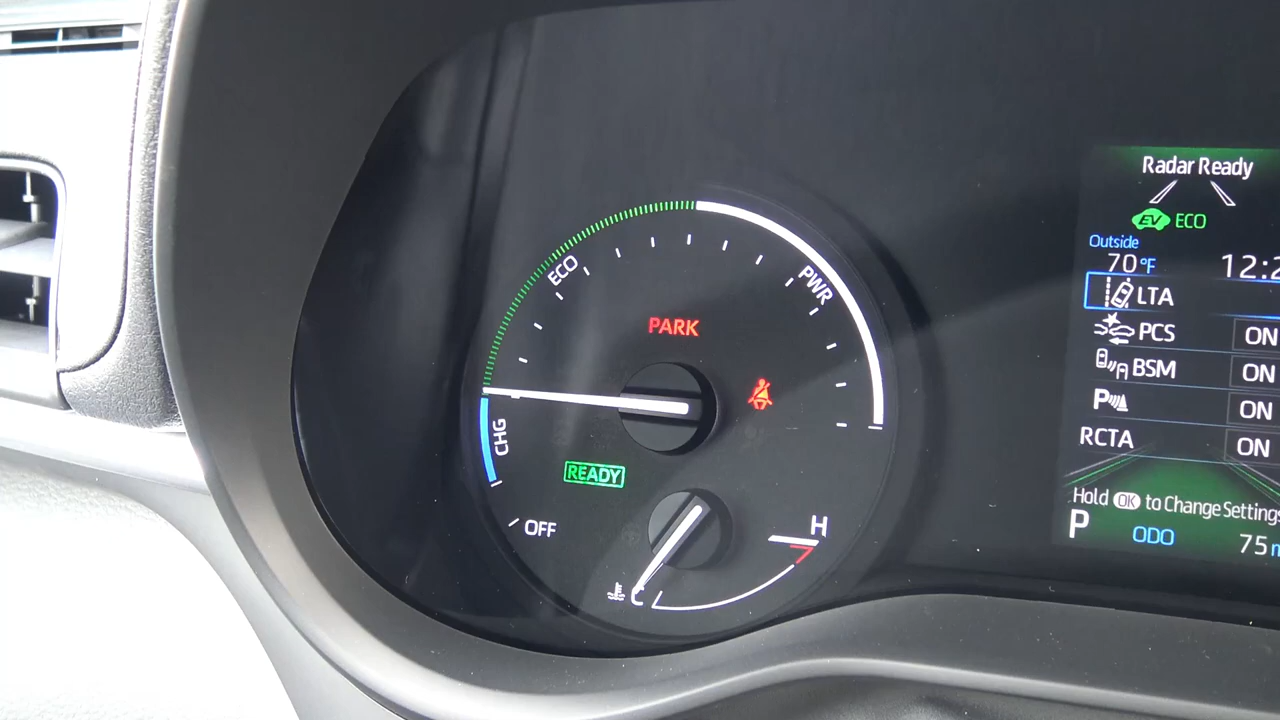 ECO
PWR
PARK
CHG
READY
OFF
H
C
Radar Ready
EV ECO
Outside
70°F
12:2
LTA
PCS ON
BSM ON
P ON
RCTA ON
Hold OK to Change Settings
P ODO 75